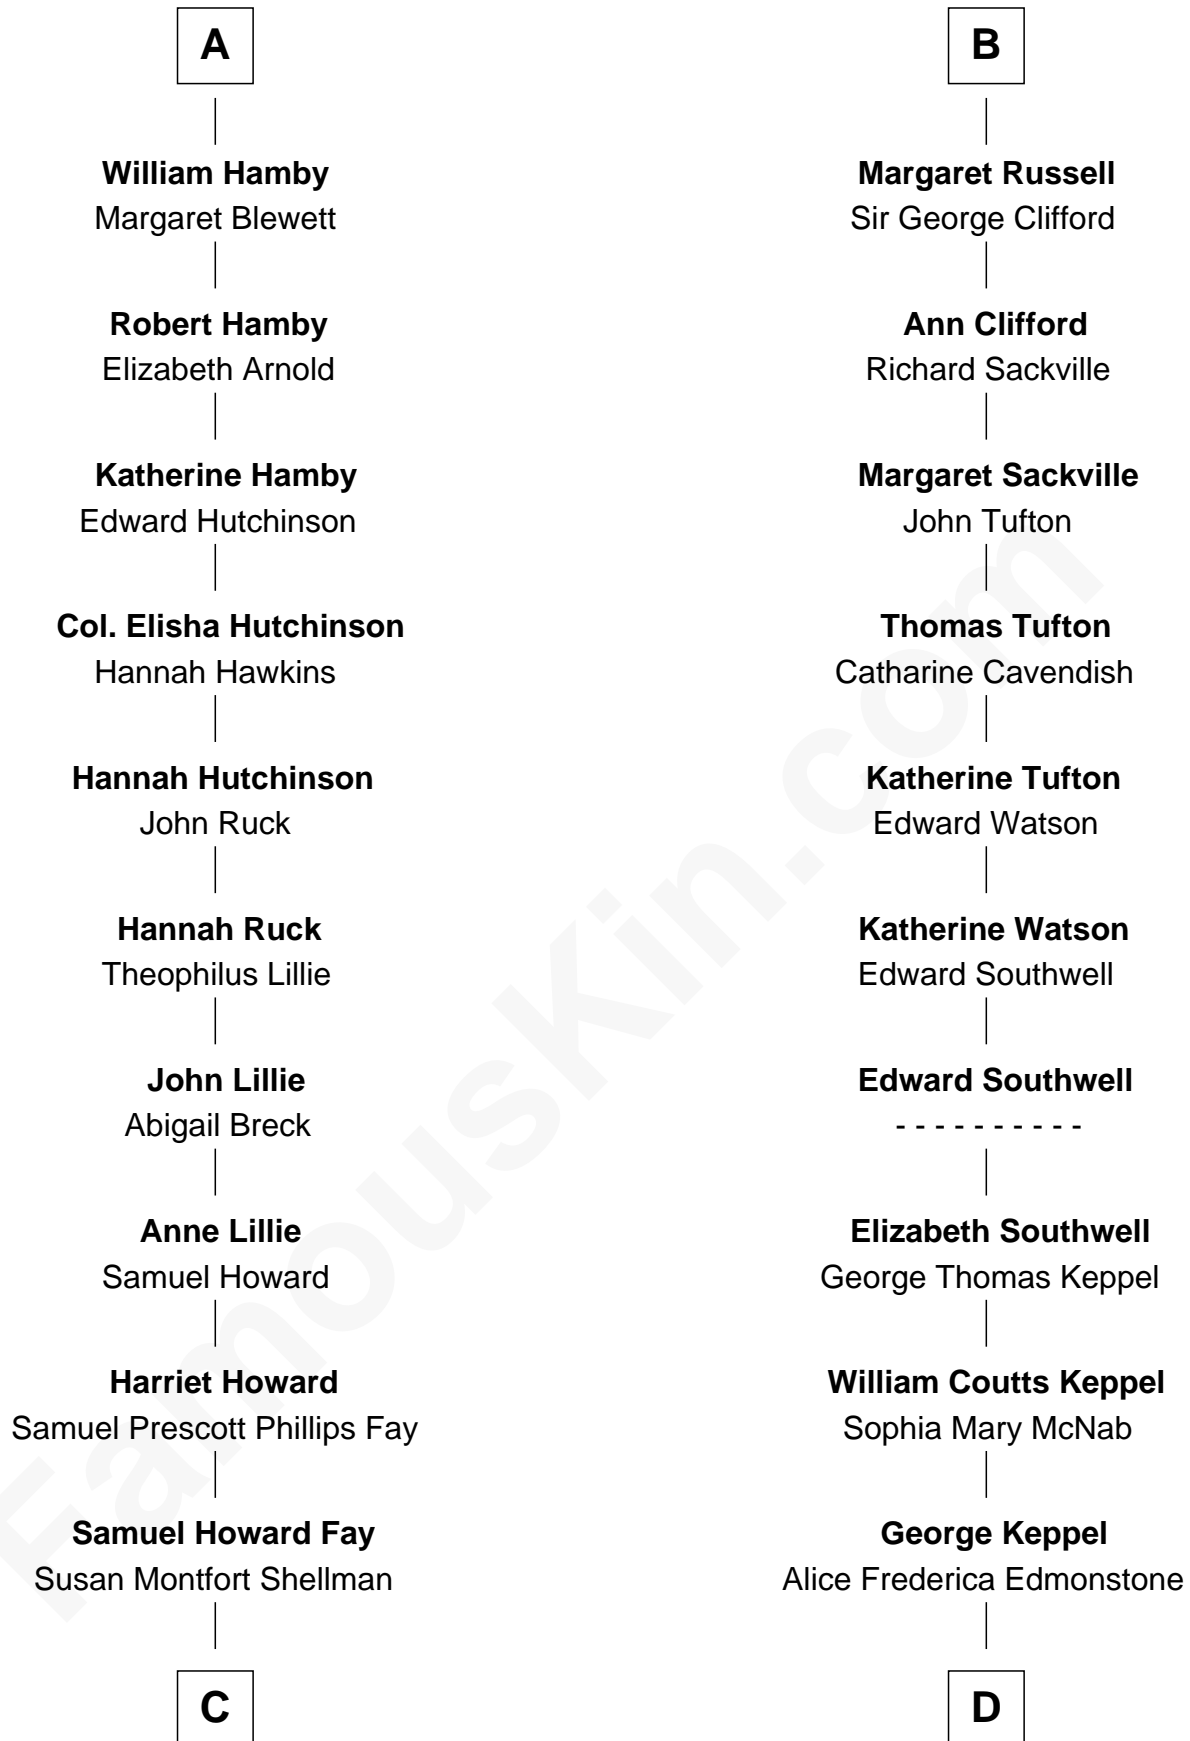 A
William Hamby
Margaret Blewett
Robert Hamby
Elizabeth Arnold
Katherine Hamby
Edward Hutchinson
Col. Elisha Hutchinson
Hannah Hawkins
Hannah Hutchinson
John Ruck
Hannah Ruck
Theophilus Lillie
John Lillie
Abigail Breck
Anne Lillie
Samuel Howard
Harriet Howard
Samuel Prescott Phillips Fay
Samuel Howard Fay
Susan Montfort Shellman
C
B
Margaret Russell
Sir George Clifford
Ann Clifford
Richard Sackville
Margaret Sackville
John Tufton
Thomas Tufton
Catharine Cavendish
Katherine Tufton
Edward Watson
Katherine Watson
Edward Southwell
Edward Southwell
- - - - - - - - - -
Elizabeth Southwell
George Thomas Keppel
William Coutts Keppel
Sophia Mary McNab
George Keppel
Alice Frederica Edmonstone
D
FamousKin.com